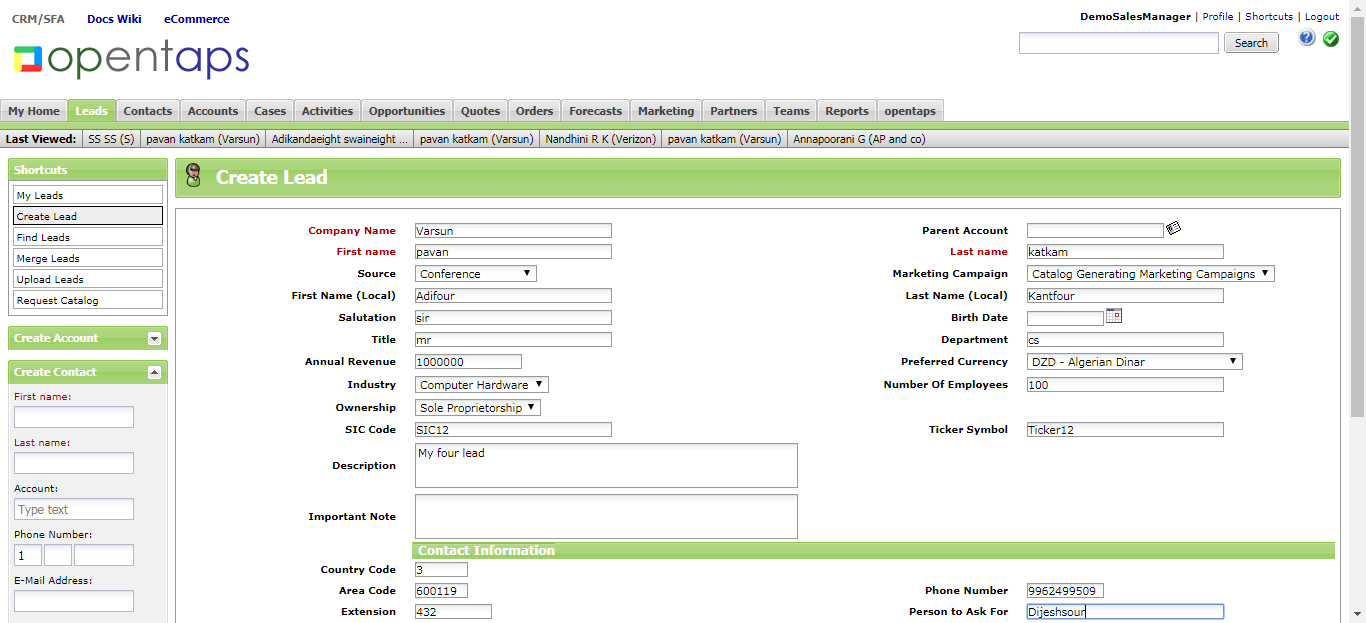 CRM/SFA Docs Wiki eCommerce
DemoSalesManager | Profile | Shortcuts | Logout
opentaps
Search
?
My Home Leads Contacts Accounts Cases Activities Opportunities Quotes Orders Forecasts Marketing Partners Teams Reports opentaps
Last Viewed: SS SS (S) pavan katkam (Varsun) Adikandaeight swaineight ... pavan katkam (Varsun) Nandhini R K (Verizon) pavan katkam (Varsun) Annapoorani G (AP and co)
Shortcuts
My Leads
Create Lead
Find Leads
Merge Leads
Upload Leads
Request Catalog
Create Account
Create Contact
First name:
Last name:
Account:
Type text
Phone Number:
1
E-Mail Address:
Create Lead
Company Name Varsun Parent Account
First name pavan Last name katkam
Source Conference Marketing Campaign Catalog Generating Marketing Campaigns
First Name (Local) Adifour Last Name (Local) Kantfour
Salutation sir Birth Date
Title mr Department cs
Annual Revenue 1000000 Preferred Currency DZD - Algerian Dinar
Industry Computer Hardware Number Of Employees 100
Ownership Sole Proprietorship
SIC Code SIC12 Ticker Symbol Ticker12
Description My four lead
Important Note
Contact Information
Country Code 3
Area Code 600119 Phone Number 9962499509
Extension 432 Person to Ask For Dijeshsour